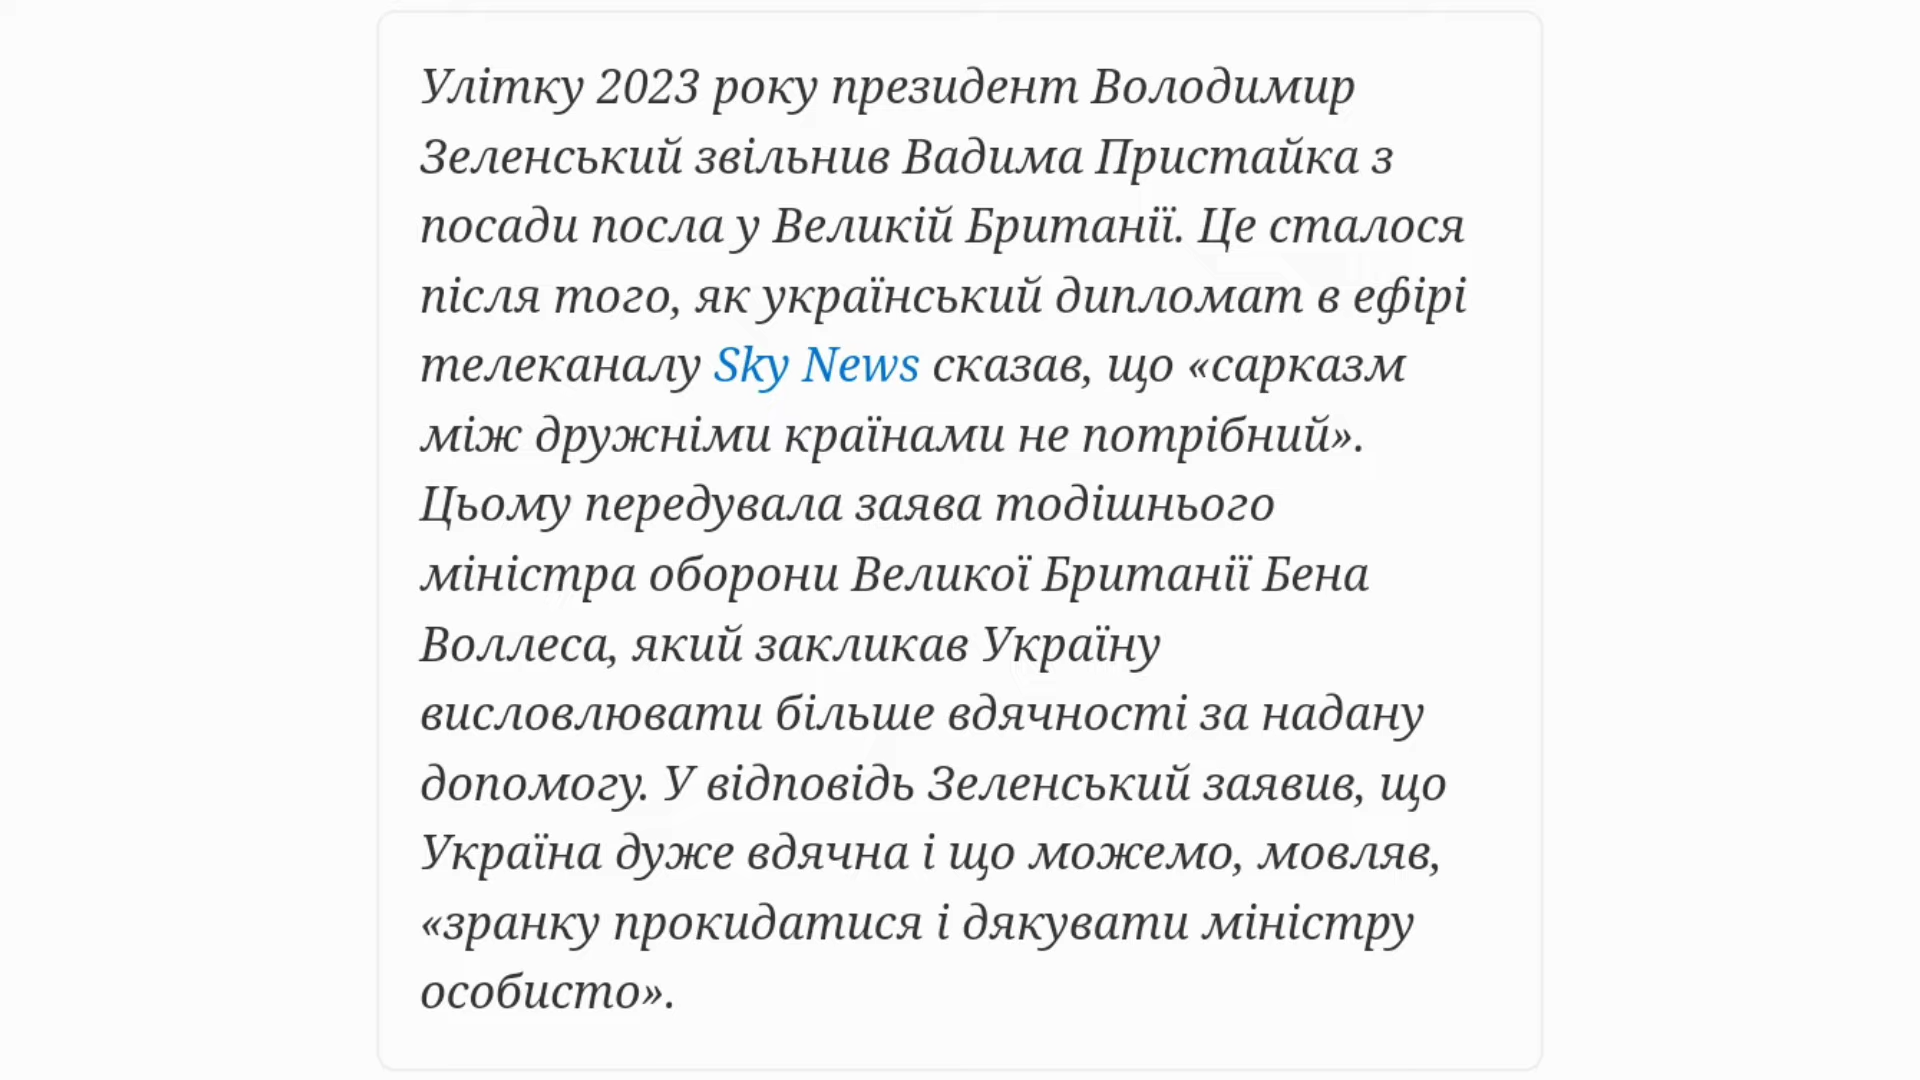 Улітку 2023 року президент Володимир
Зеленський звільнив Вадима Пристайка з
посади посла у Великій Британії. Це сталося
після того, як український дипломат в ефірі
телеканалу Sky News сказав, що «сарказм
між дружніми країнами не потрібний».
Цьому передувала заява тодішнього
міністра оборони Великої Британії Бена
Воллеса, який закликав Україну
висловлювати більше вдячності за надану
допомогу. У відповідь Зеленський заявив, що
Україна дуже вдячна і що можемо, мовляв,
«зранку прокидатися і дякувати міністру
особисто».